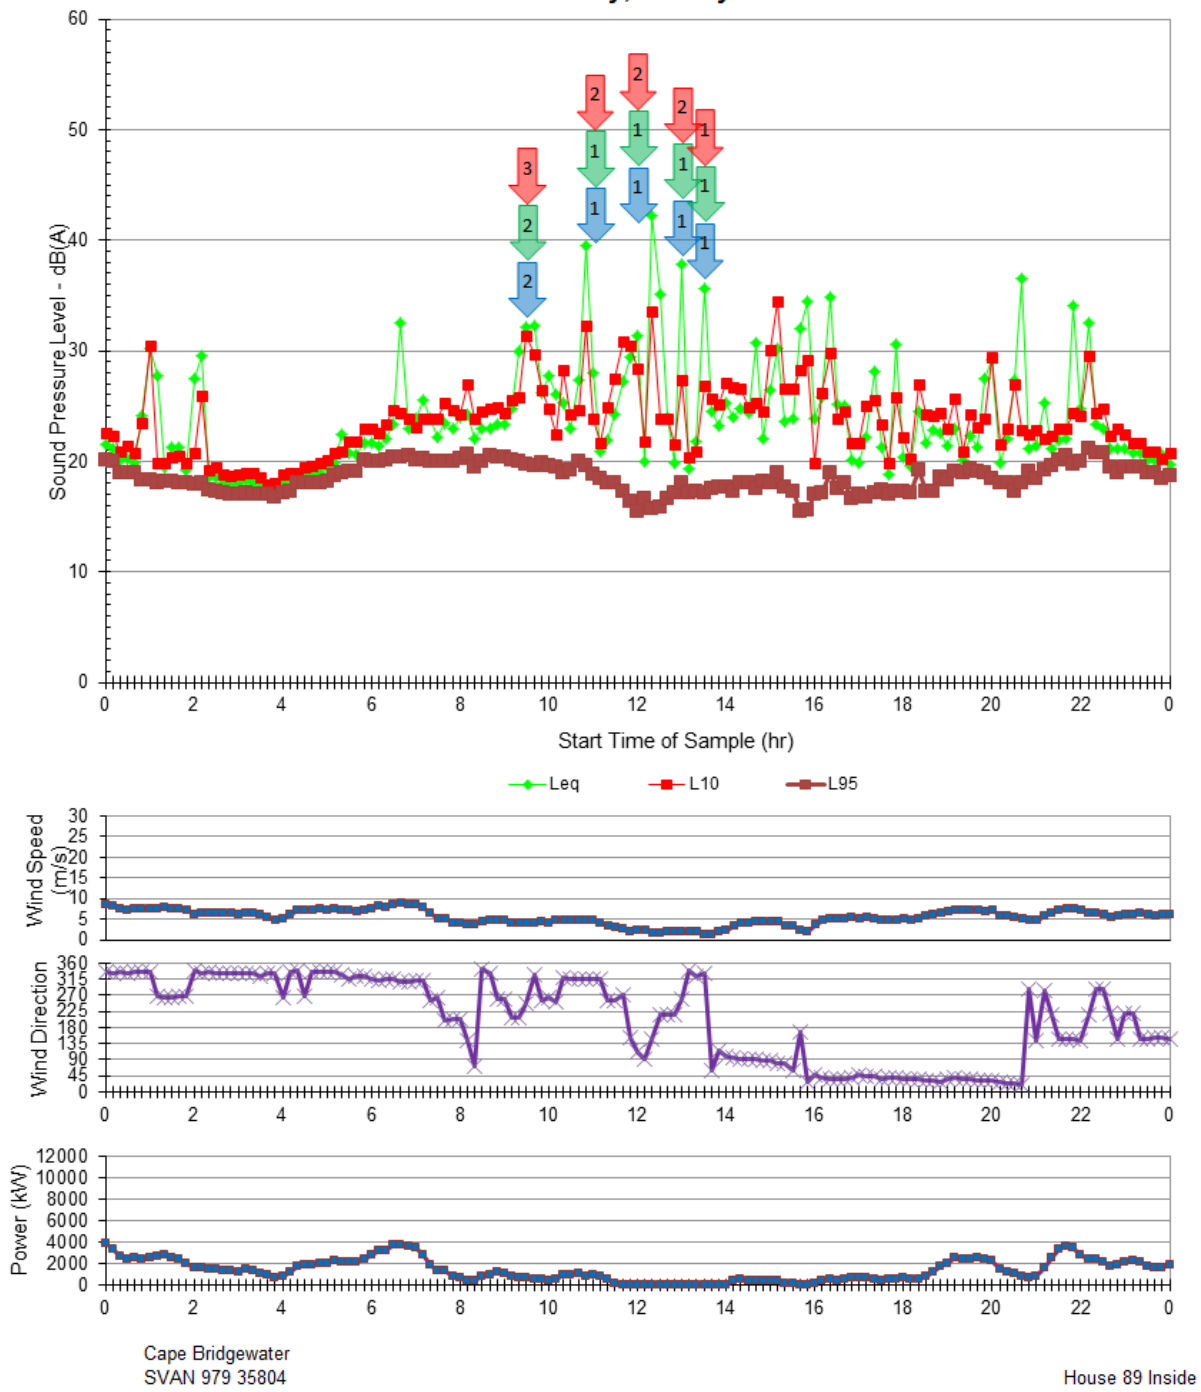 60
50
40
30
20
10
0
Sound Pressure Level - dB(A)
2 2 2 1
3 1 1 1 1
2 1 1 1 1
2
0 2 4 6 8 10 12 14 16 18 20 22 0
Start Time of Sample (hr)
Leq L10 L95
Wind Speed
(m/s)
30
25
20
15
10
5
0
Wind Direction
360
315
270
225
180
135
90
45
0
0 2 4 6 8 10 12 14 16 18 20 22 0
Power (kW)
12000
10000
8000
6000
4000
2000
0
0 2 4 6 8 10 12 14 16 18 20 22 0
Cape Bridgewater
SVAN 979 35804
House 89 Inside